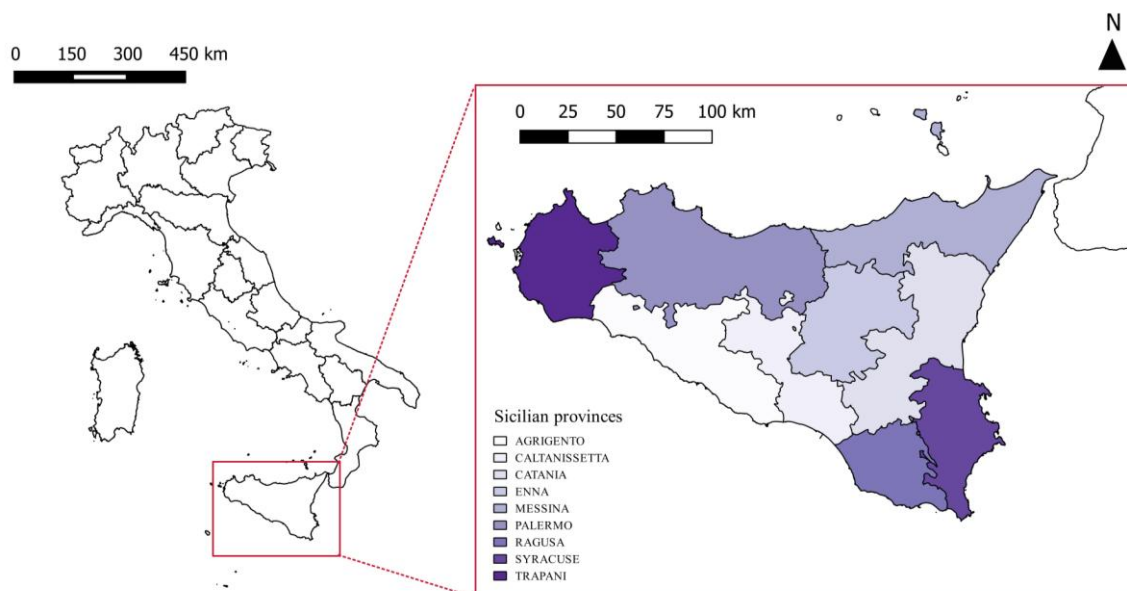 N
0 150 300 450 km
0 25 50 75 100 km
Sicilian provinces
AGRIGENTO
CALTANISSETTA
CATANIA
ENNA
MESSINA
PALERMO
RAGUSA
SYRACUSE
TRAPANI